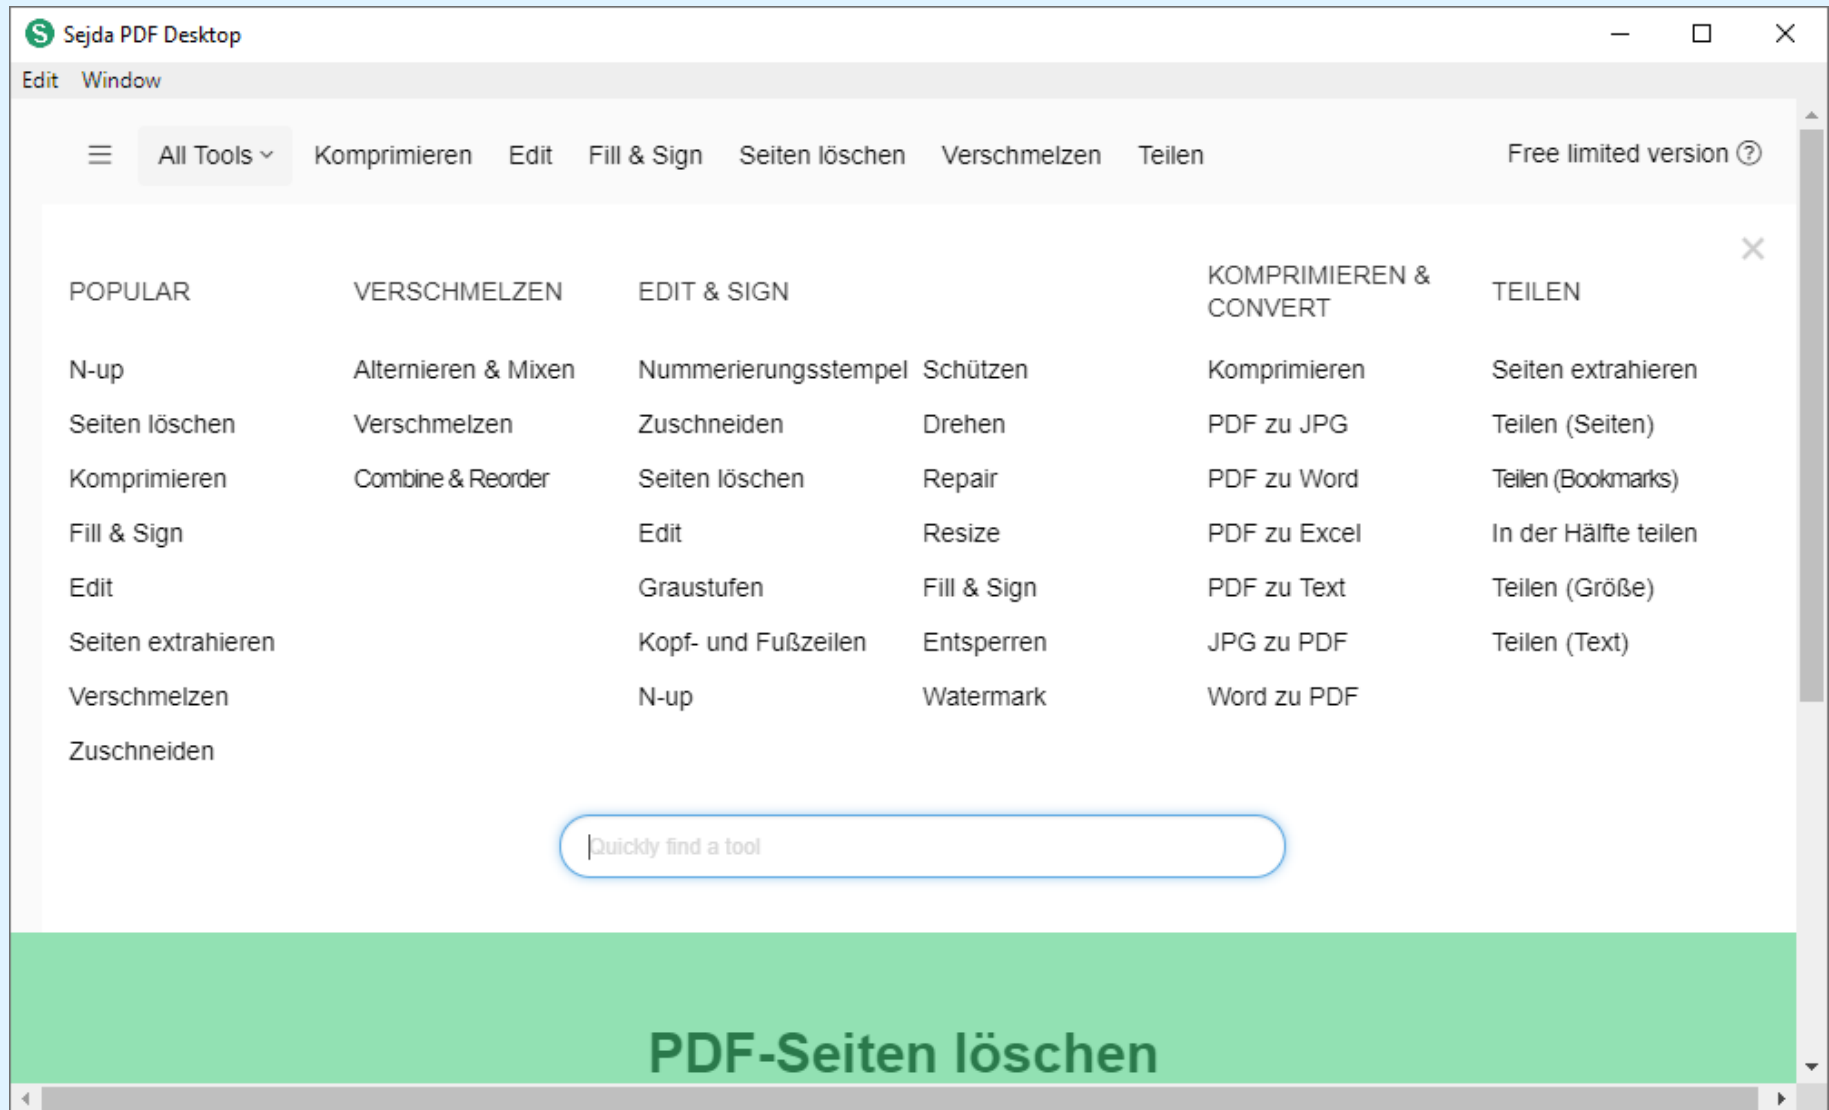 Sejda PDF Desktop
Edit Window
All Tools Komprimieren Edit Fill & Sign Seiten löschen Verschmelzen Teilen Free limited version
POPULAR
N-up
Seiten löschen
Komprimieren
Fill & Sign
Edit
Seiten extrahieren
Verschmelzen
Zuschneiden
VERSCHMELZEN
Alternieren & Mixen
Verschmelzen
Combine & Reorder
EDIT & SIGN
Nummerierungsstempel
Zuschneiden
Seiten löschen
Edit
Graustufen
Kopf- und Fußzeilen
N-up
Schützen
Drehen
Repair
Resize
Fill & Sign
Entsperren
Watermark
KOMPRIMIEREN &
CONVERT
Komprimieren
PDF zu JPG
PDF zu Word
PDF zu Excel
PDF zu Text
JPG zu PDF
Word zu PDF
TEILEN
Seiten extrahieren
Teilen (Seiten)
Teilen (Bookmarks)
In der Hälfte teilen
Teilen (Größe)
Teilen (Text)
Quickly find a tool
PDF-Seiten löschen